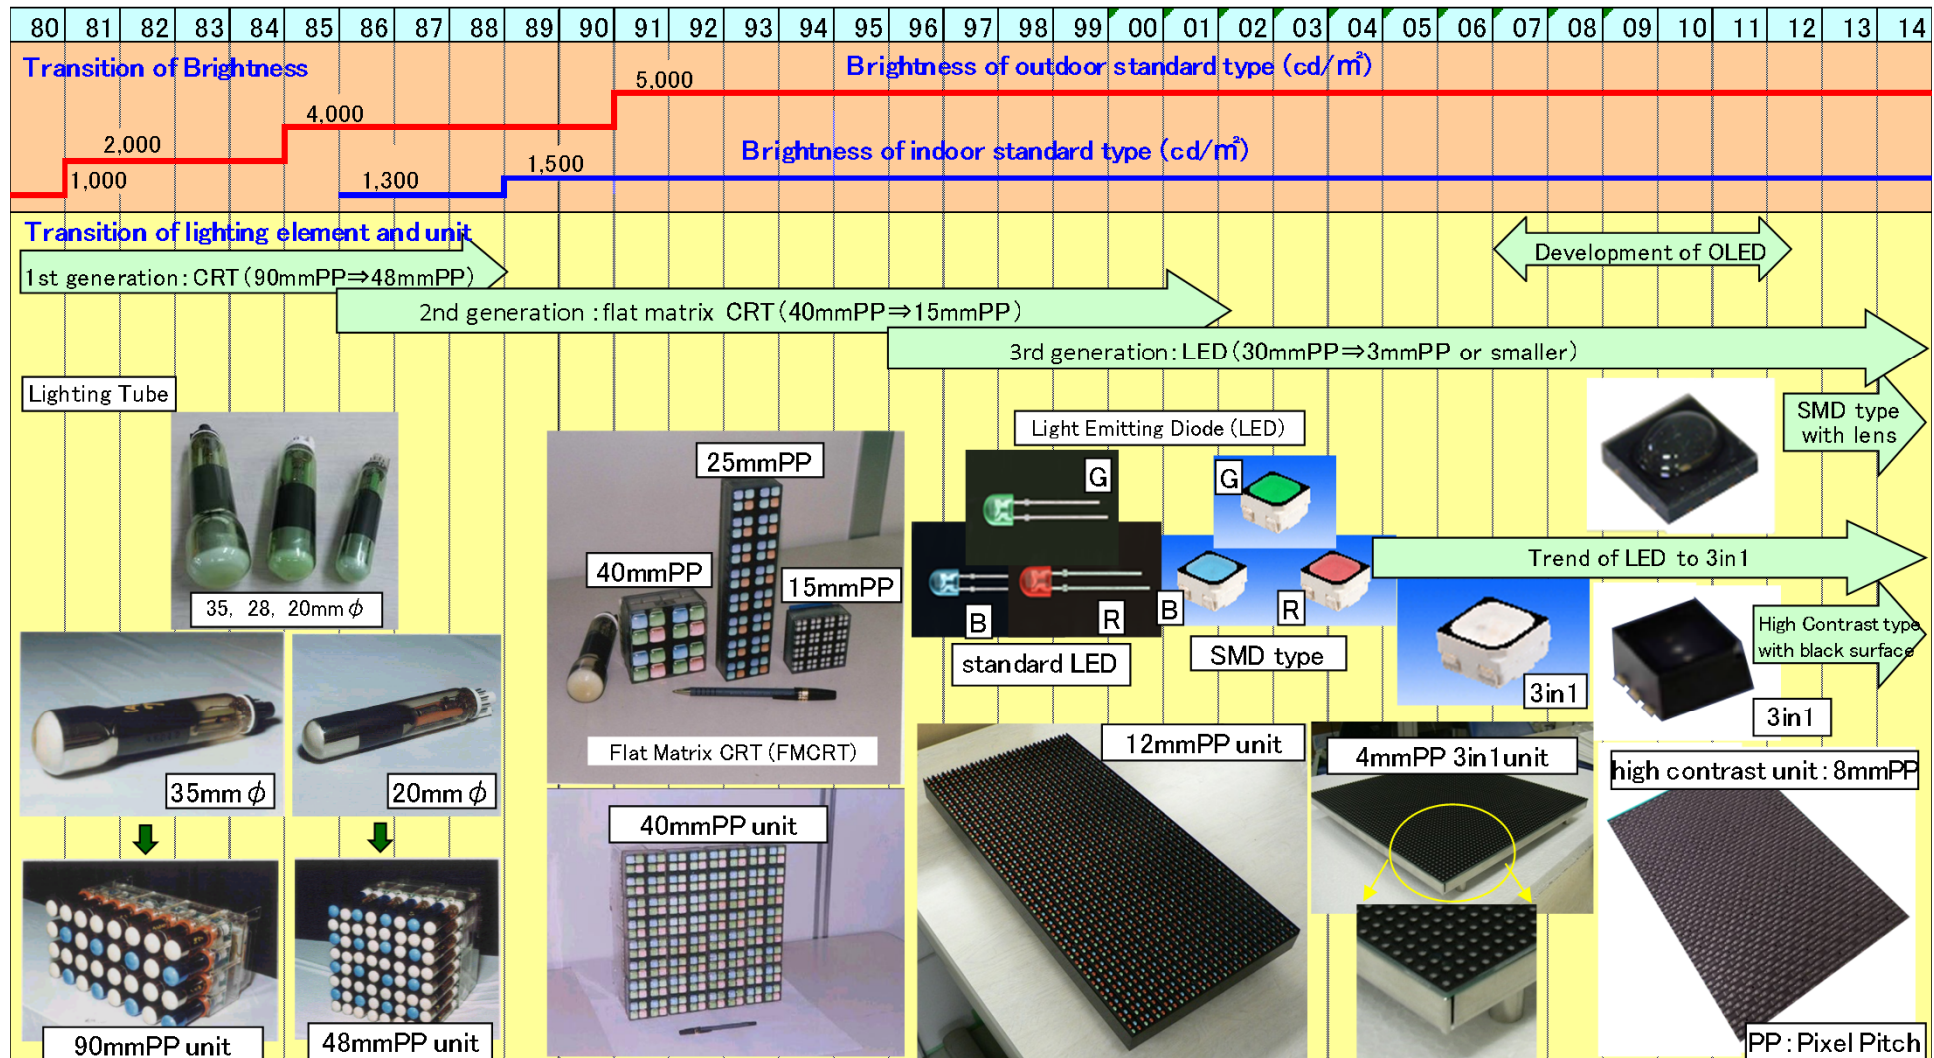 80 81 82 83 84 85 86 87 88 89 90 91 92 93 94 95 96 97 98 99 00 01 02 03 04 05 06 07 08 09 10 11 12 13 14
Transition of Brightness
Brightness of outdoor standard type (cd/㎡)
5,000
4,000
2,000
1,000
Brightness of indoor standard type (cd/㎡)
1,500
1,300
Transition of lighting element and unit
Development of OLED
1st generation: CRT (90mmPP⇒48mmPP)
2nd generation : flat matrix CRT (40mmPP⇒15mmPP)
3rd generation: LED (30mmPP⇒3mmPP or smaller)
Lighting Tube
35, 28, 20mmφ
35mmφ
20mmφ
90mmPP unit
48mmPP unit
25mmPP
40mmPP
15mmPP
Flat Matrix CRT (FMCRT)
40mmPP unit
Light Emitting Diode (LED)
G
B
R
standard LED
G
B
R
SMD type
SMD type
with lens
Trend of LED to 3in1
3in1
High Contrast type
with black surface
3in1
12mmPP unit
4mmPP 3in1unit
high contrast unit: 8mmPP
PP : Pixel Pitch